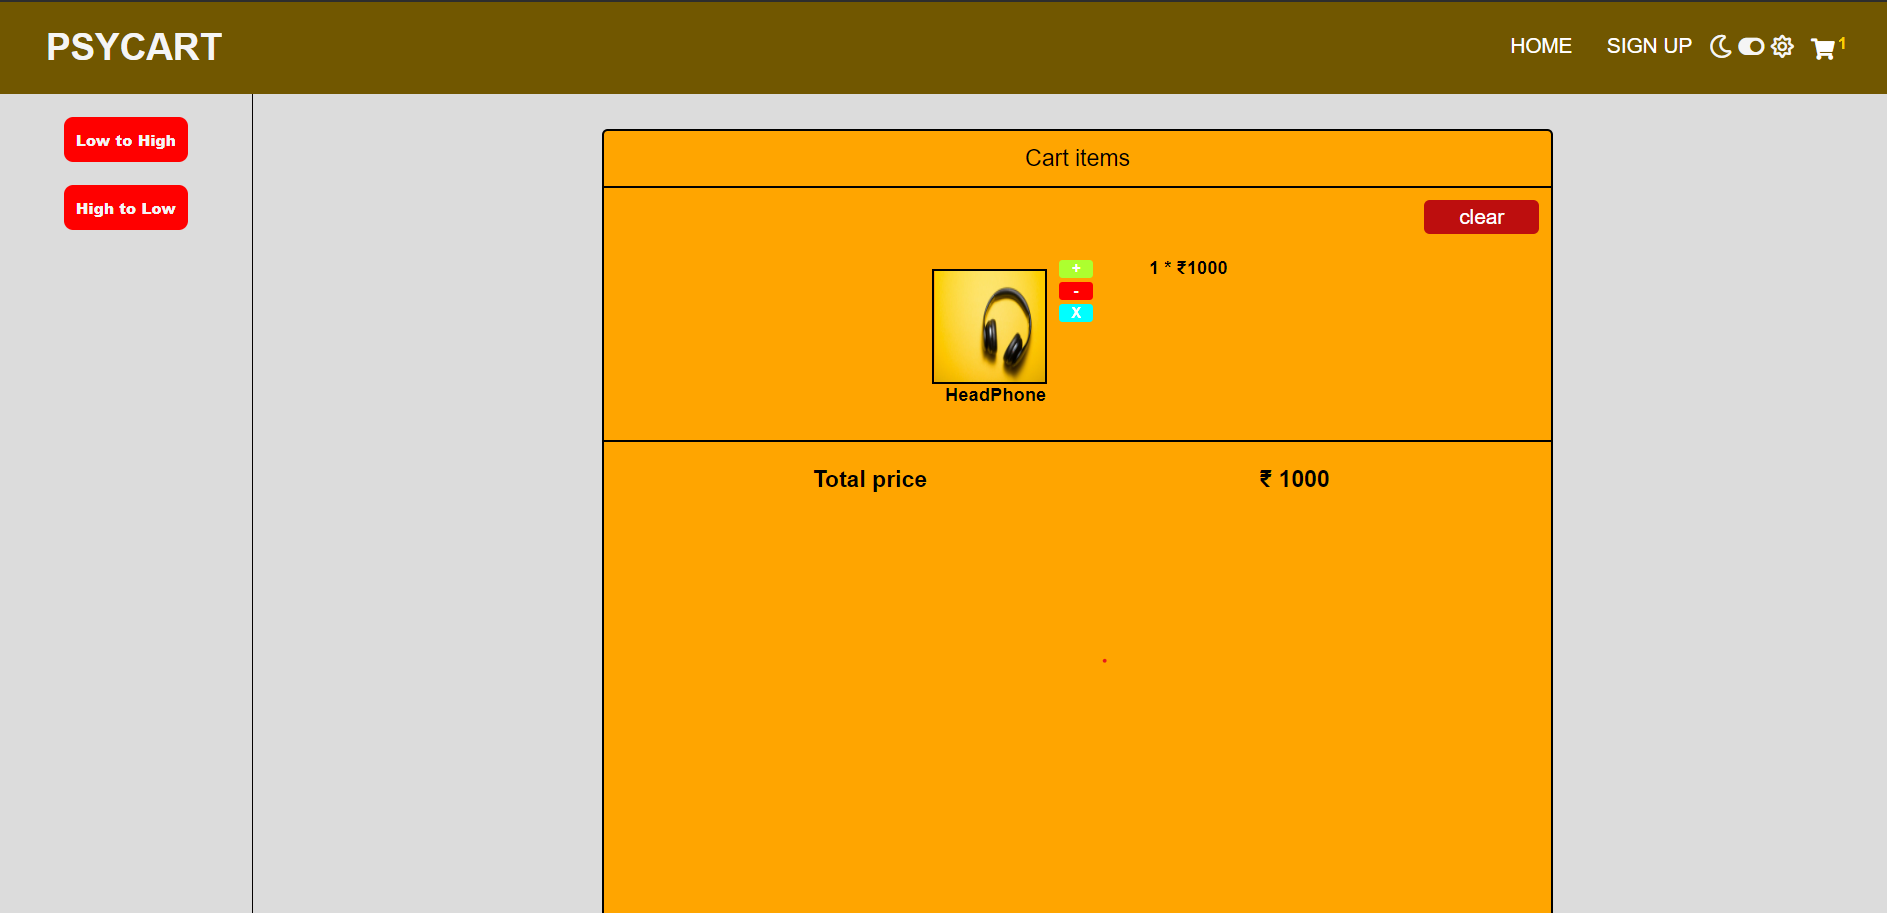 PSYCART
HOME
SIGN UP
1
Low to High
High to Low
Cart items
clear
+
1 * ₹1000
-
X
HeadPhone
Total price
₹ 1000